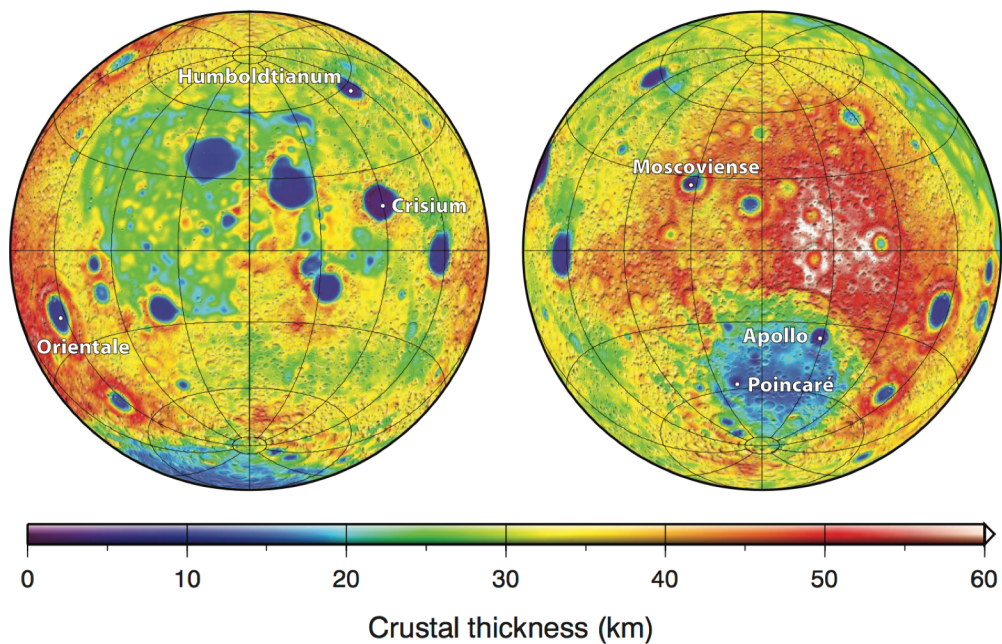 Humboldtianum
Crisium
Orientale
Moscoviense
Apollo
Poincaré
0 10 20 30 40 50 60
Crustal thickness (km)